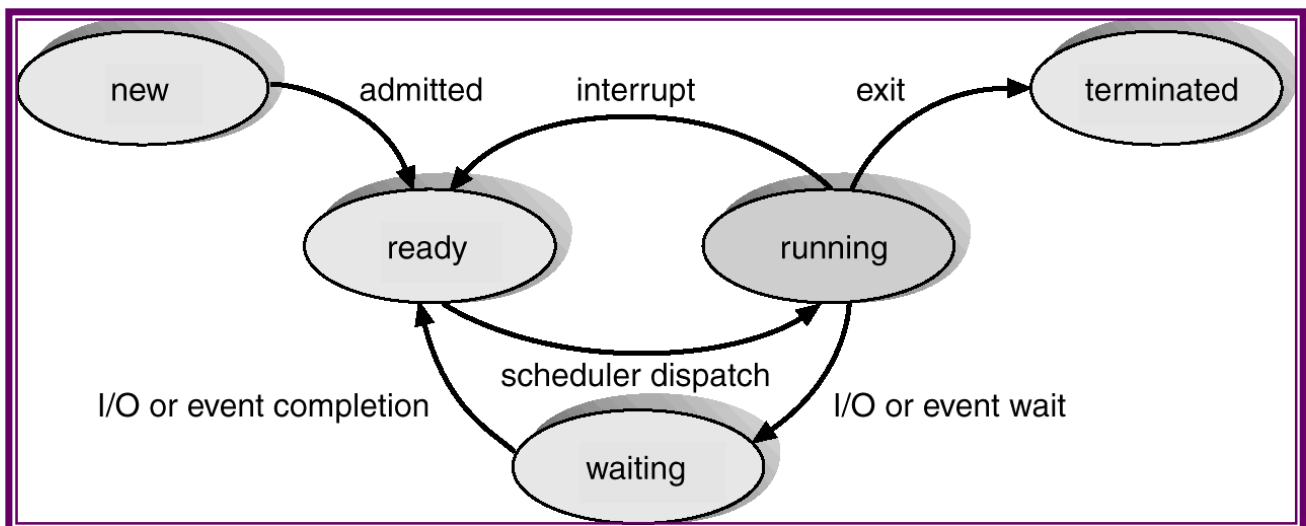 new
admitted
interrupt
exit
terminated
ready
running
scheduler dispatch
I/O or event completion
I/O or event wait
waiting